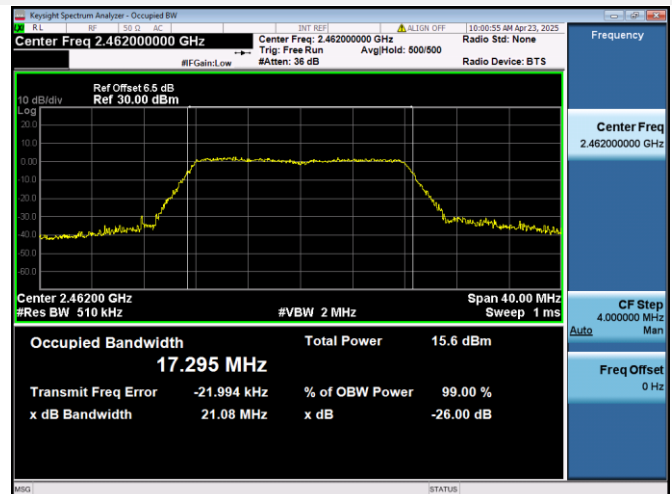 Keysight Spectrum Analyzer - Occupied BW
RL RF 50 Ω AC INT REF ALIGN OFF 10:00:55 AM Apr 23, 2025
Center Freq 2.462000000 GHz
Center Freq: 2.462000000 GHz
Radio Std: None
Trig: Free Run Avg|Hold: 500/500
#IFGain:Low #Atten: 36 dB Radio Device: BTS
Ref Offset 6.5 dB
10 dB/div Ref 30.00 dBm
Log
20.0
10.0
0.00
-10.0
-20.0
-30.0
-40.0
-50.0
-60.0
Center 2.46200 GHz Span 40.00 MHz
#Res BW 510 kHz #VBW 2 MHz Sweep 1 ms
Occupied Bandwidth Total Power 15.6 dBm
17.295 MHz
Transmit Freq Error -21.994 kHz % of OBW Power 99.00 %
x dB Bandwidth 21.08 MHz x dB -26.00 dB
MSG STATUS
Frequency
Center Freq
2.462000000 GHz
CF Step
4.000000 MHz
Auto Man
Freq Offset
0 Hz